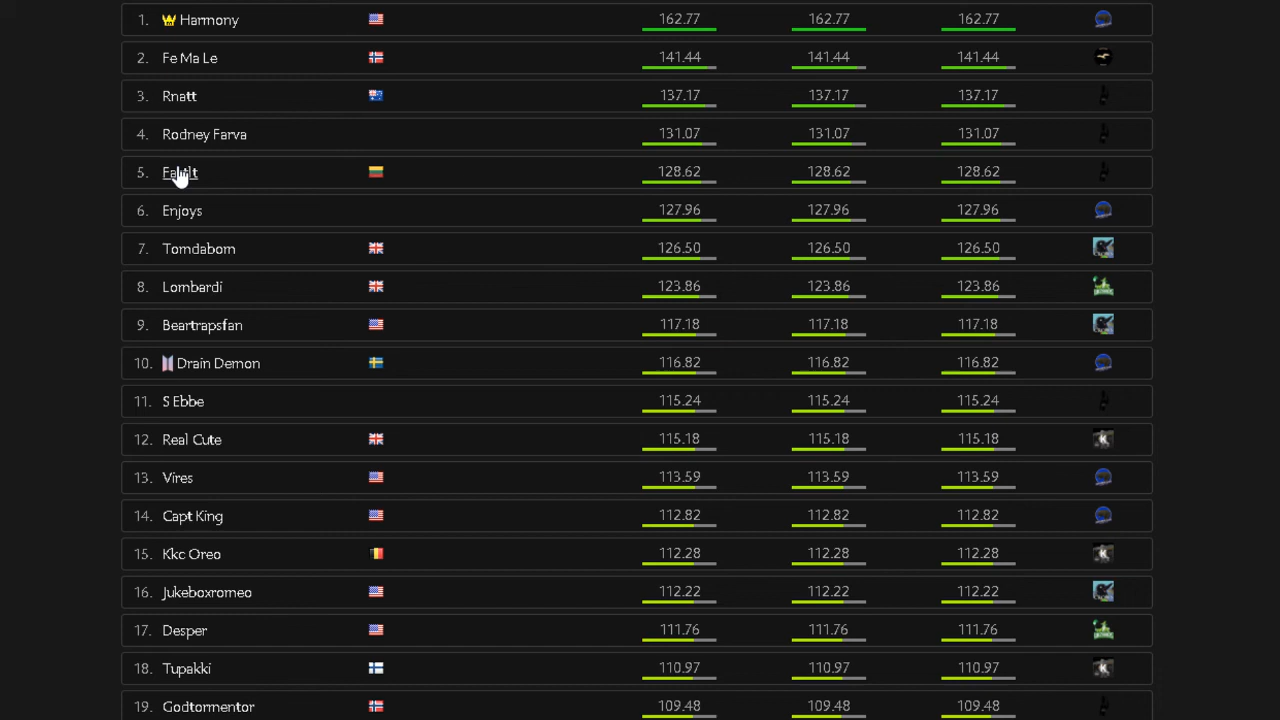 1. Harmony 162.77 162.77 162.77
2. Fe Ma Le 141.44 141.44 141.44
3. Rnatt 137.17 137.17 137.17
4. Rodney Farva 131.07 131.07 131.07
5. 128.62 128.62 128.62
6. Enjoys 127.96 127.96 127.96
7. Tomdabom 126.50 126.50 126.50
8. Lombardi 123.86 123.86 123.86
9. Beartrapsfan 117.18 117.18 117.18
10. Drain Demon 116.82 116.82 116.82
11. S Ebbe 115.24 115.24 115.24
12. Real Cute 115.18 115.18 115.18
13. Vires 113.59 113.59 113.59
14. Capt King 112.82 112.82 112.82
15. Kkc Oreo 112.28 112.28 112.28
16. Jukeboxromeo 112.22 112.22 112.22
17. Desper 111.76 111.76 111.76
18. Tupakki 110.97 110.97 110.97
19. Godtormentor 109.48 109.48 109.48